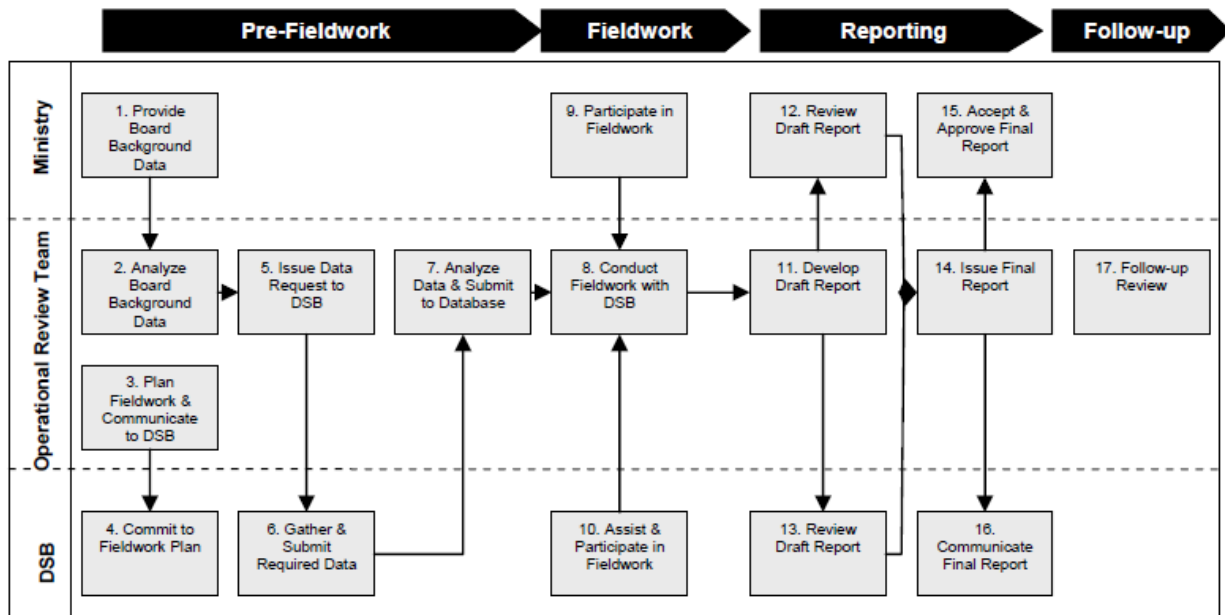 Pre-Fieldwork
Fieldwork
Reporting
Follow-up
Ministry
1. Provide
Board
Background
Data
9. Participate in
Fieldwork
12. Review
Draft Report
15. Accept &
Approve Final
Report
Operational Review Team
2. Analyze
Board
Background
Data
5. Issue Data
Request to
DSB
7. Analyze
Data & Submit
to Database
8. Conduct
Fieldwork with
DSB
11. Develop
Draft Report
14. Issue Final
Report
17. Follow-up
Review
3. Plan
Fieldwork &
Communicate
to DSB
DSB
4. Commit to
Fieldwork Plan
6. Gather &
Submit
Required Data
10. Assist &
Participate in
Fieldwork
13. Review
Draft Report
16.
Communicate
Final Report